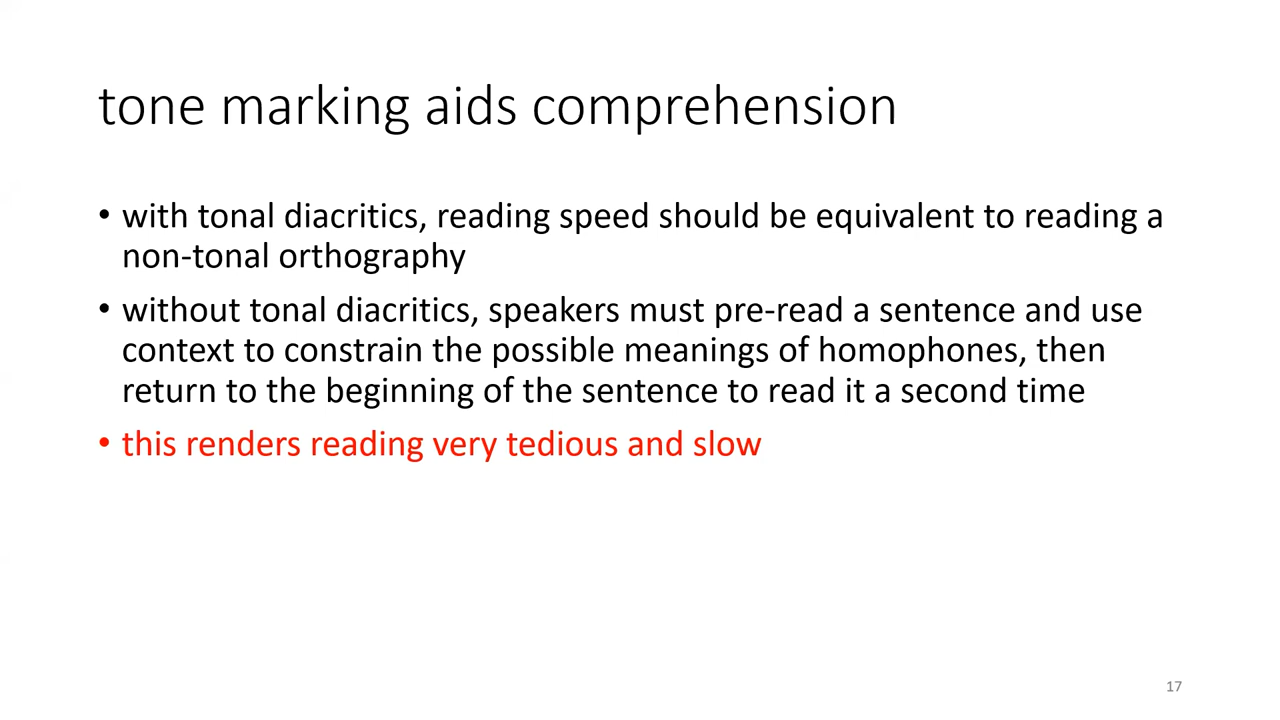 tone marking aids comprehension
• with tonal diacritics, reading speed should be equivalent to reading a
non-tonal orthography
• without tonal diacritics, speakers must pre-read a sentence and use
context to constrain the possible meanings of homophones, then
return to the beginning of the sentence to read it a second time
• this renders reading very tedious and slow
17